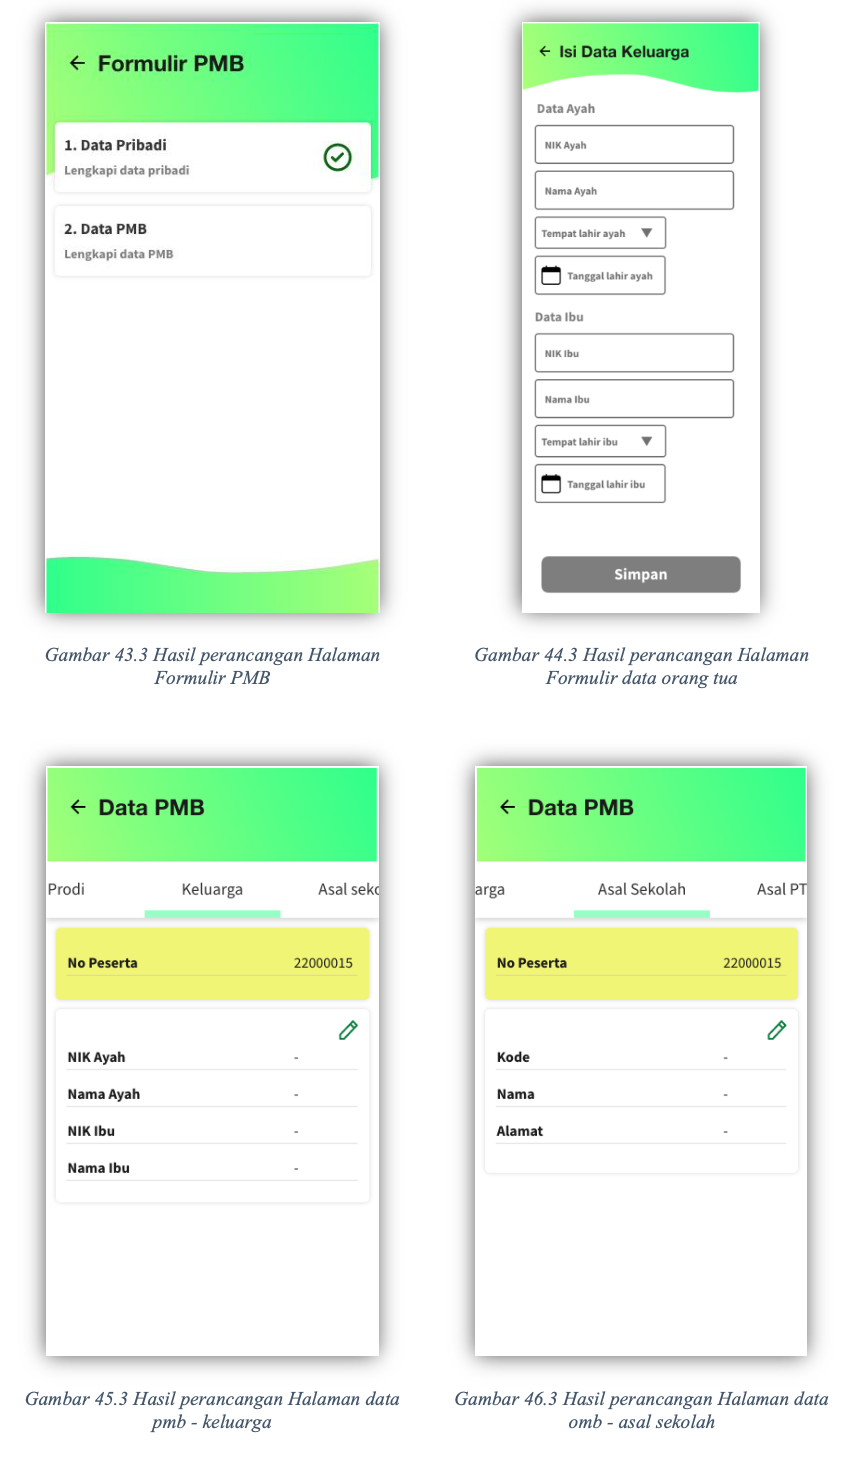 Formulir PMB
1. Data Pribadi
Lengkapi data pribadi
2. Data PMB
Lengkapi data PMB
Gambar 43.3 Hasil perancangan Halaman
Formulir PMB
Isi Data Keluarga
Data Ayah
NIK Ayah
Nama Ayah
Tempat lahir ayah
Tanggal lahir ayah
Data Ibu
NIK Ibu
Nama Ibu
Tempat lahir ibu
Tanggal lahir ibu
Simpan
Gambar 44.3 Hasil perancangan Halaman
Formulir data orang tua
Data PMB
Prodi Keluarga Asal seko
No Peserta 22000015
NIK Ayah -
Nama Ayah -
NIK Ibu -
Nama Ibu -
Gambar 45.3 Hasil perancangan Halaman data
pmb - keluarga
Data PMB
arga Asal Sekolah Asal PT
No Peserta 22000015
Kode -
Nama -
Alamat -
Gambar 46.3 Hasil perancangan Halaman data
omb - asal sekolah